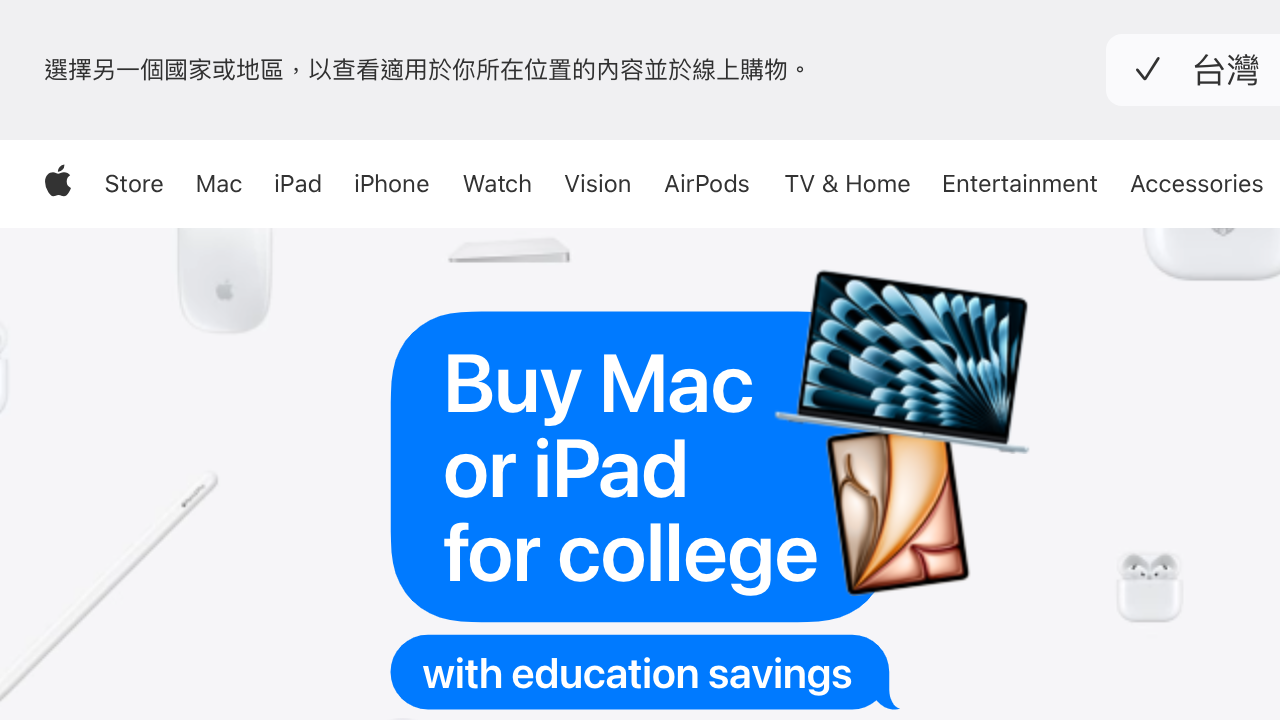 選擇另一個國家或地區，以查看適用於你所在位置的內容並於線上購物。
台灣
Store Mac iPad iPhone Watch Vision AirPods TV & Home Entertainment Accessories
Buy Mac
or iPad
for college
with education savings